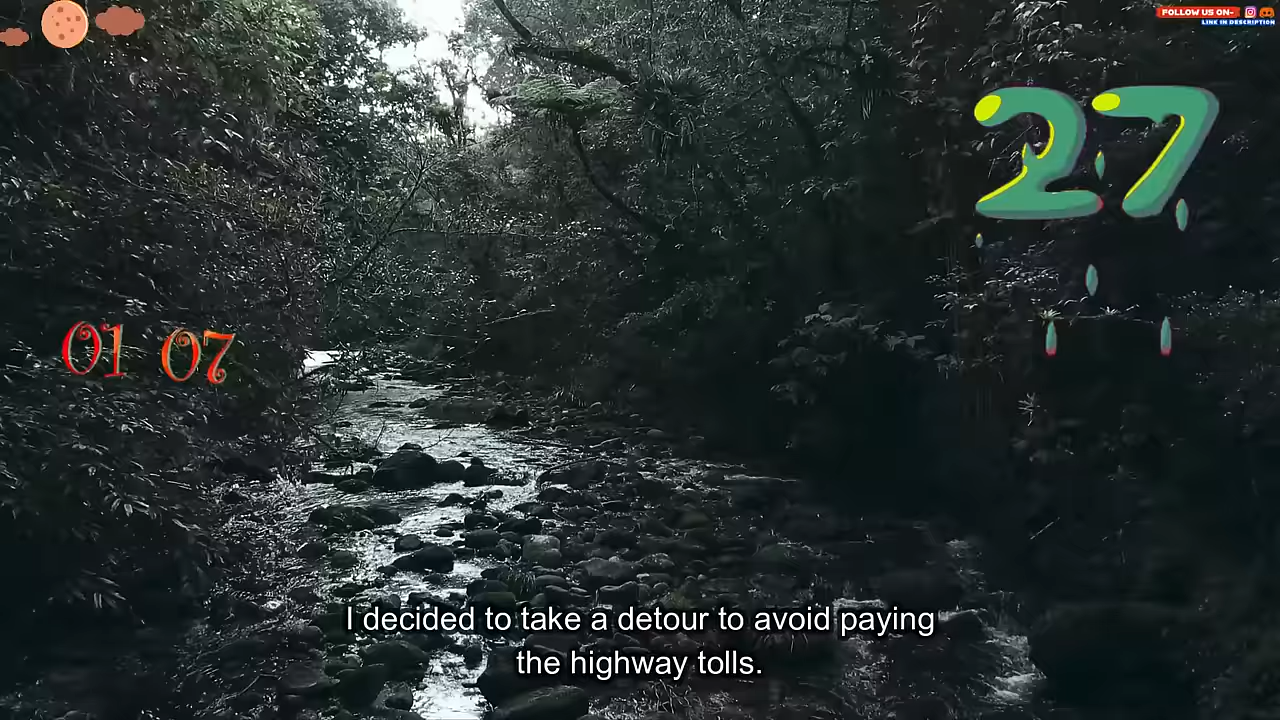 FOLLOW US ON-
LINK IN DESCRIPTION
27
01 07
I decided to take a detour to avoid paying
the highway tolls.